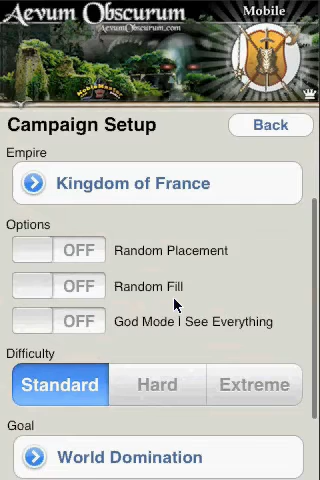 Aevum Obscurum
Mobile
AevumObscurum.com
MobileMaster
Campaign Setup
Back
Empire
Kingdom of France
Options
OFF
Random Placement
OFF
Random Fill
OFF
God Mode I See Everything
Difficulty
Standard
Hard
Extreme
Goal
World Domination